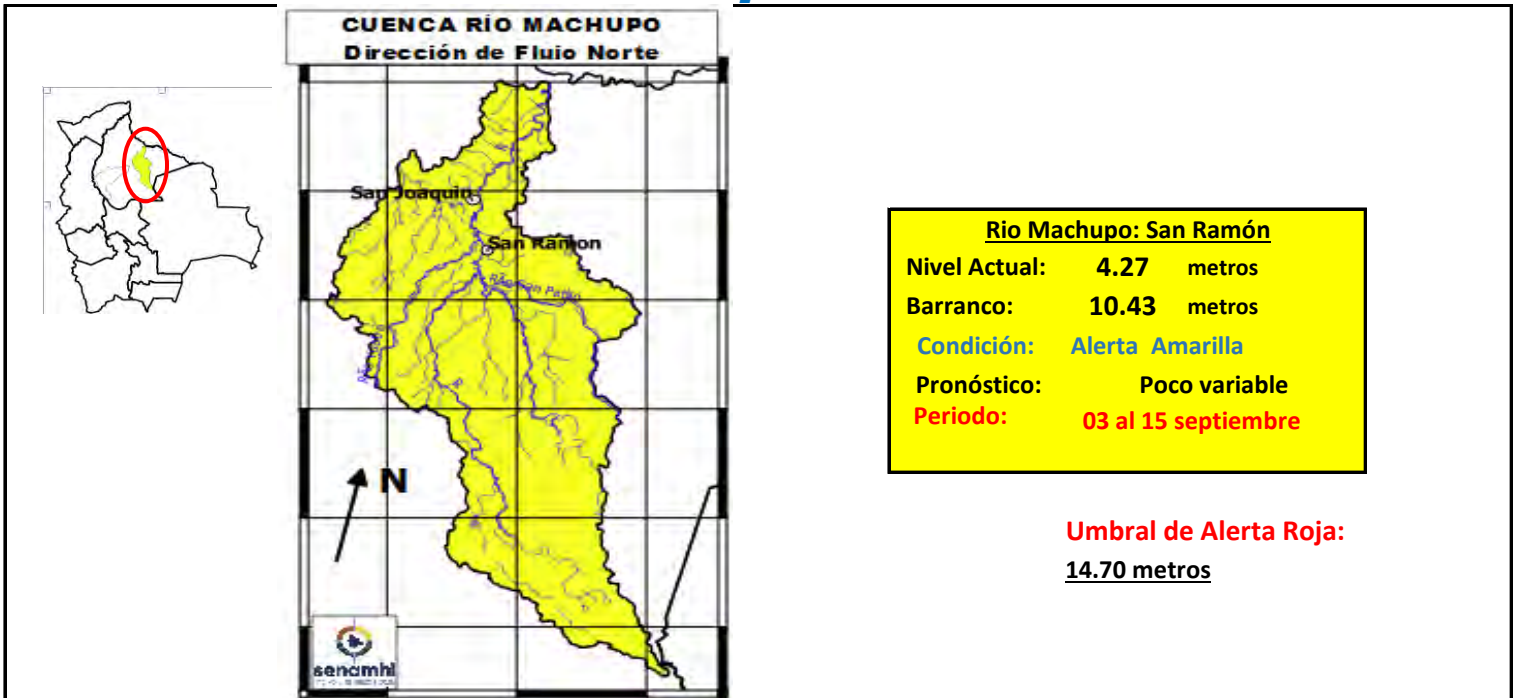 CUENCA RÍO MACHUPO
Dirección de Flujo Norte
San Joaquin
San Ramon
N
senamhi
Rio Machupo: San Ramón
Nivel Actual: 4.27 metros
Barranco: 10.43 metros
Condición: Alerta Amarilla
Pronóstico: Poco variable
Periodo: 03 al 15 septiembre
Umbral de Alerta Roja:
14.70 metros